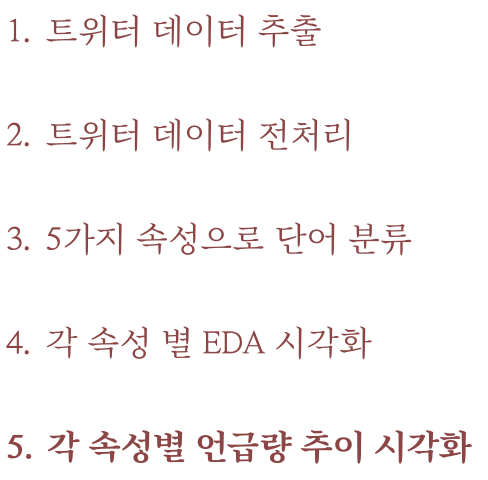 1. 트위터 데이터 추출
2. 트위터 데이터 전처리
3. 5가지 속성으로 단어 분류
4. 각 속성 별 EDA 시각화
5. 각 속성별 언급량 추이 시각화